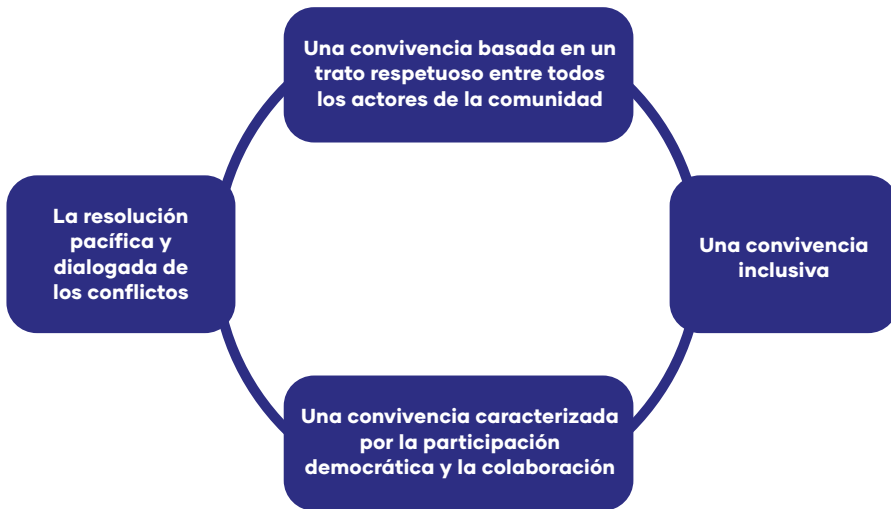 Una convivencia basada en un
trato respetuoso entre todos
los actores de la comunidad
La resolución
pacífica y
dialogada de
los conflictos
Una convivencia
inclusiva
Una convivencia caracterizada
por la participación
democrática y la colaboración